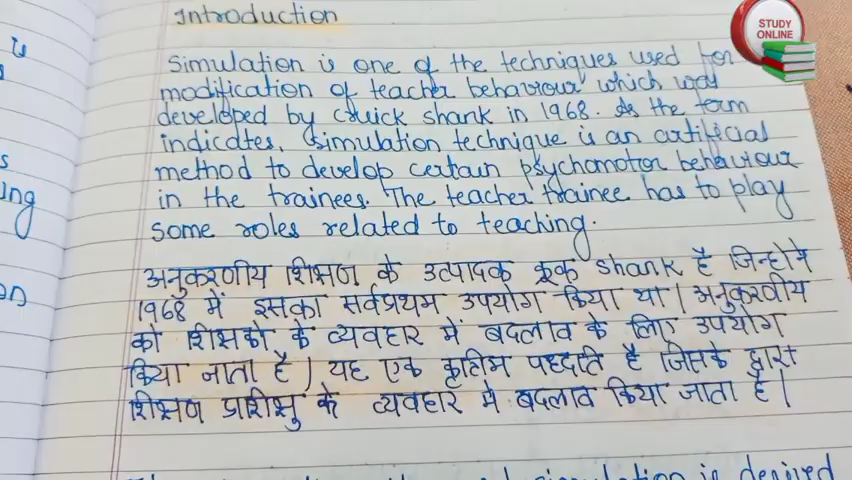 Introduction
STUDY
ONLINE
Simulation is one of the techniques used for
modification of teacher behaviour which was
developed by Cruick shank in 1968. As the term
indicates, simulation technique is an artificial
method to develop certain psychomotor behaviour
in the trainees. The teacher trainee has to play
some roles related to teaching.
अनुकरणीय शिक्षण के उत्पादक क्रूक shank है जिन्होंने
1968 में इसका सर्वप्रथम उपयोग किया था। अनुकरणीय
को शिक्षको के व्यवहार में बदलाव के लिए उपयोग
किया जाता है। यह एक कृत्रिम पद्धति है जिसके द्वारा
शिक्षण प्रशिक्षु के व्यवहार में बदलाव किया जाता है।
simulation is derived